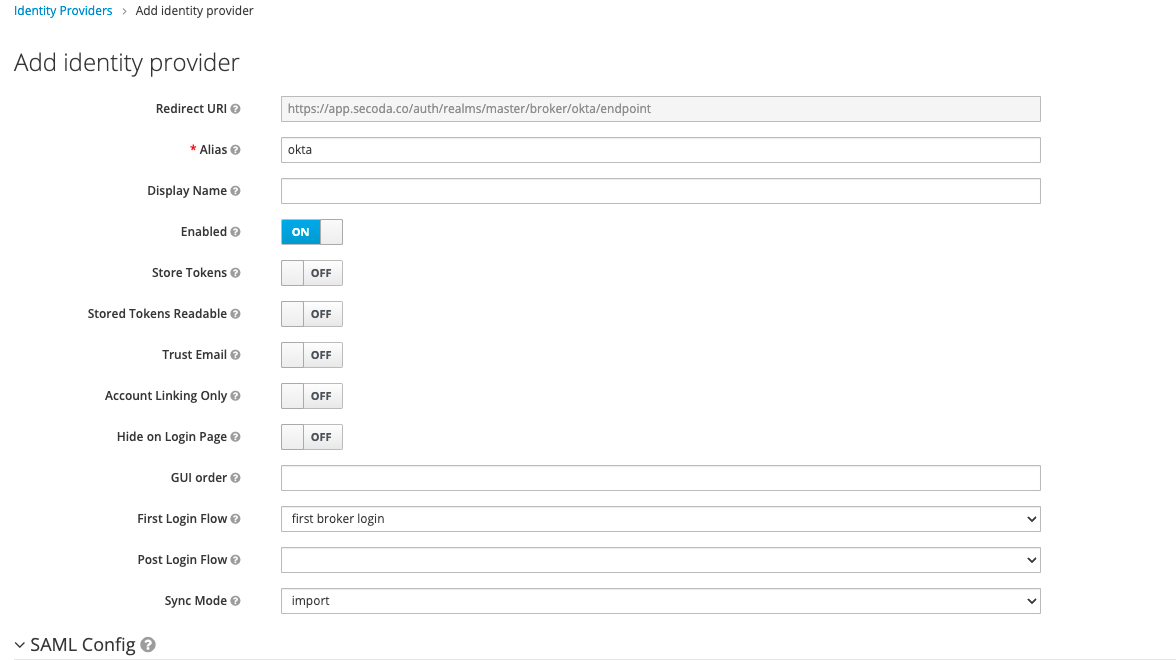 Identity Providers > Add identity provider
Add identity provider
Redirect URI https://app.secoda.co/auth/realms/master/broker/okta/endpoint
* Alias okta
Display Name
Enabled ON
Store Tokens OFF
Stored Tokens Readable OFF
Trust Email OFF
Account Linking Only OFF
Hide on Login Page OFF
GUI order
First Login Flow first broker login
Post Login Flow
Sync Mode import
SAML Config